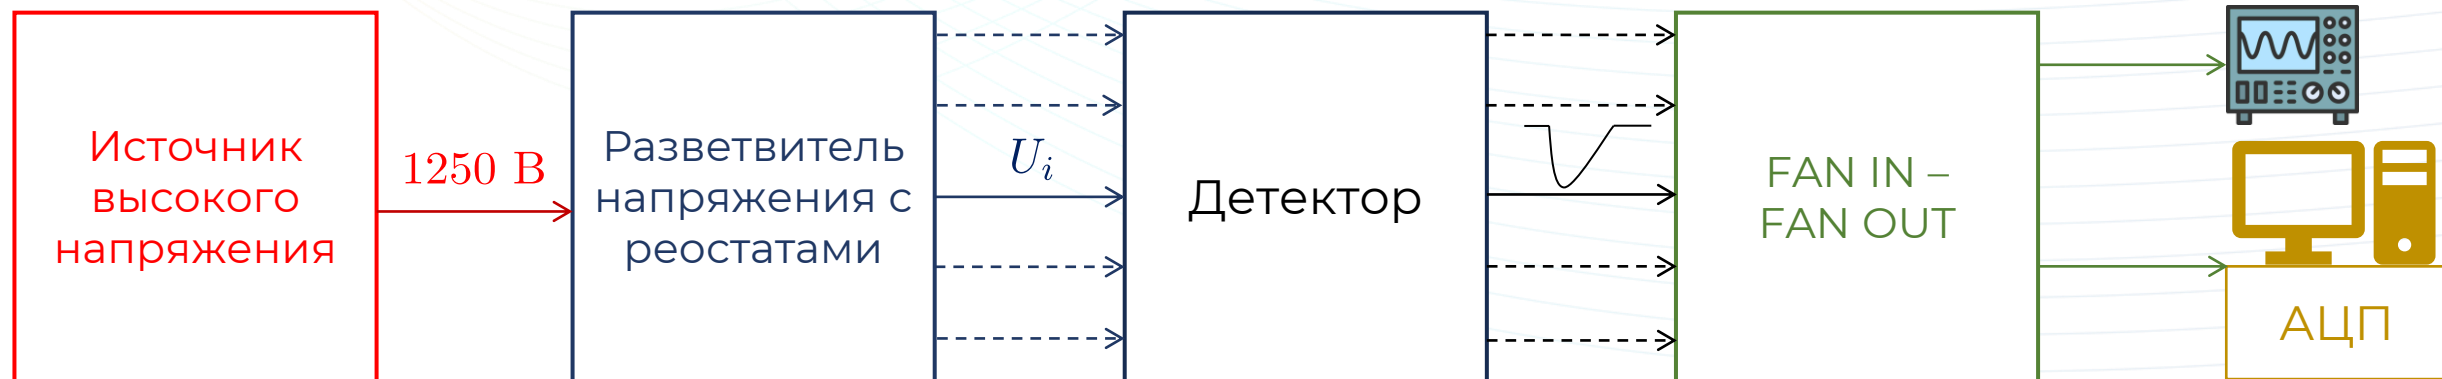 Источник
высокого
напряжения
1250 В
Разветвитель
напряжения с
реостатами
U_i
Детектор
FAN IN –
FAN OUT
АЦП